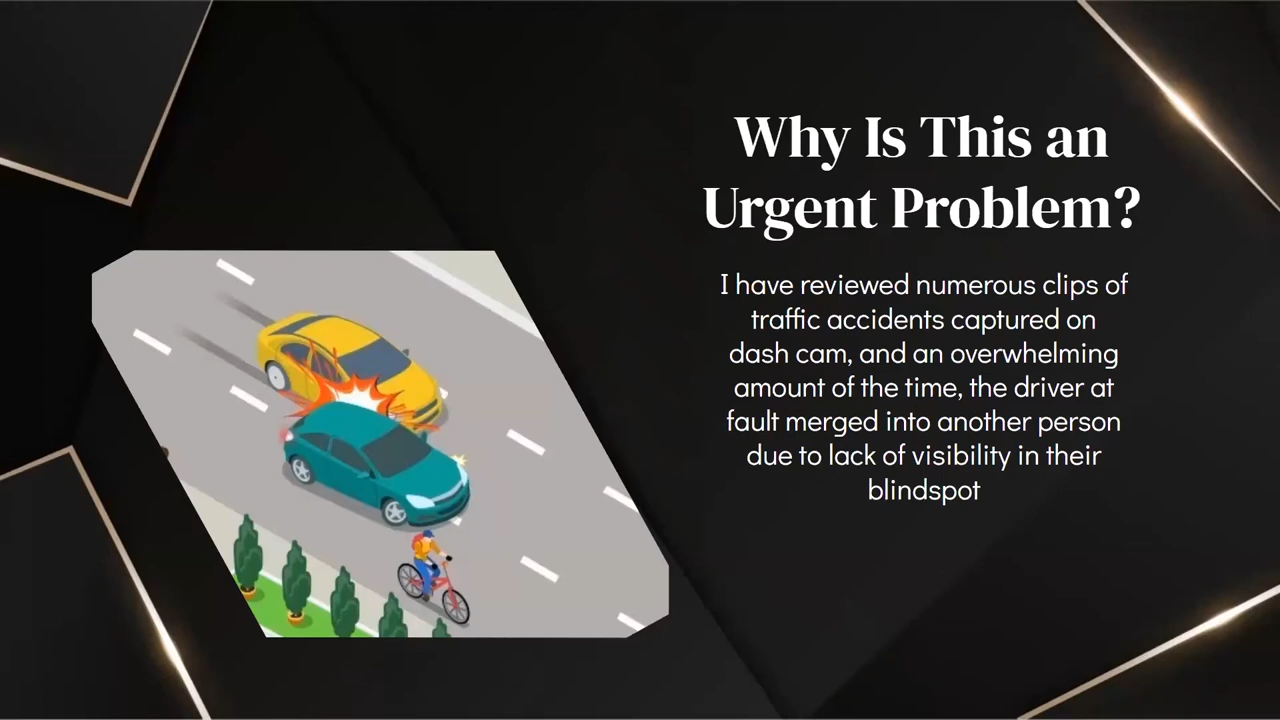 Why Is This an
Urgent Problem?
I have reviewed numerous clips of
traffic accidents captured on
dash cam, and an overwhelming
amount of the time, the driver at
fault merged into another person
due to lack of visibility in their
blindspot